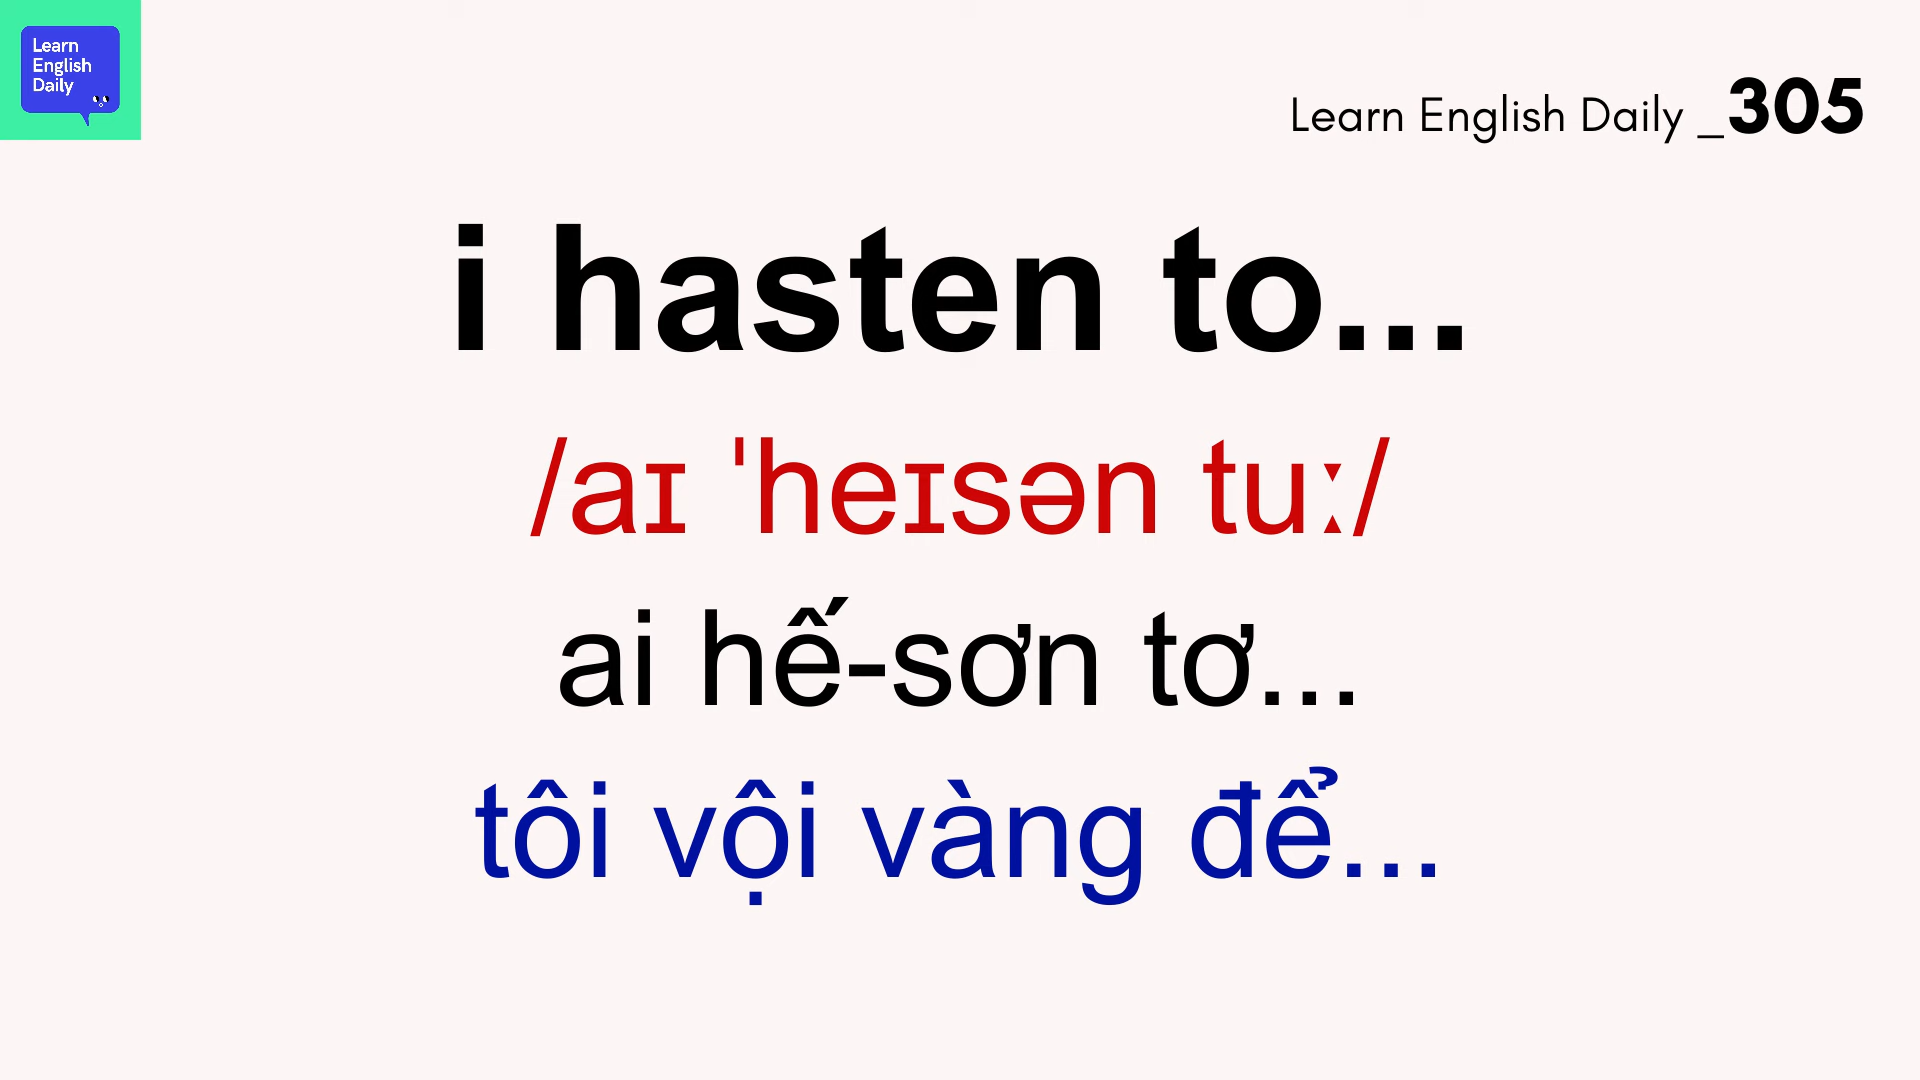 Learn
English
Daily
Learn English Daily _305
i hasten to...
/aɪ ˈheɪsən tuː/
ai hế-sơn tơ...
tôi vội vàng để...